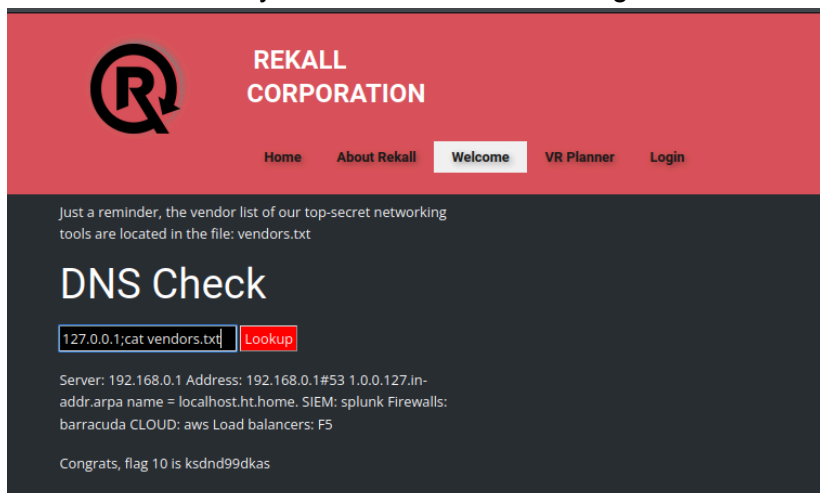 REKALL
CORPORATION
Home About Rekall Welcome VR Planner Login
Just a reminder, the vendor list of our top-secret networking
tools are located in the file: vendors.txt
DNS Check
127.0.0.1;cat vendors.txt Lookup
Server: 192.168.0.1 Address: 192.168.0.1#53 1.0.0.127.in-
addr.arpa name = localhost.ht.home. SIEM: splunk Firewalls:
barracuda CLOUD: aws Load balancers: F5
Congrats, flag 10 is ksdnd99dkas